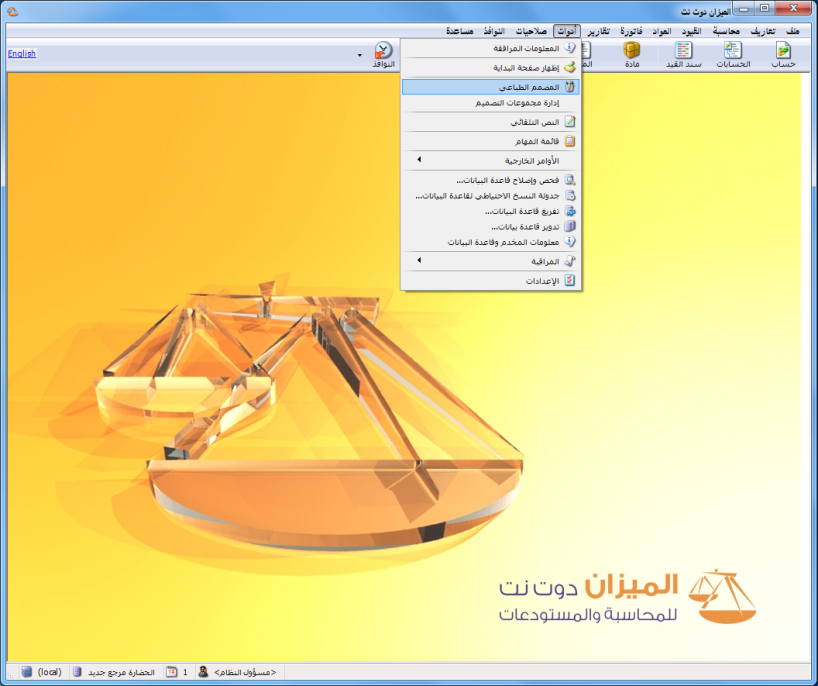 الميزان دوت نت
ملف تعاريف محاسبة القيود المواد فاتورة تقارير أدوات صلاحيات النوافذ مساعدة
حساب
الحسابات
سند القيد
مادة
النوافذ
English
المعلومات المرافقة
إظهار صفحة البداية
المصمم الطباعي
إدارة مجموعات التصميم
النص التلقائي
قائمة المهام
الأوامر الخارجية
فحص وإصلاح قاعدة البيانات...
جدولة النسخ الاحتياطي لقاعدة البيانات...
تفريغ قاعدة البيانات...
تدوير قاعدة بيانات...
معلومات المخدم وقاعدة البيانات
المراقبة
الإعدادات
الميزان دوت نت
للمحاسبة والمستودعات
(local) الحضارة مرجع جديد 1 <مسؤول النظام>